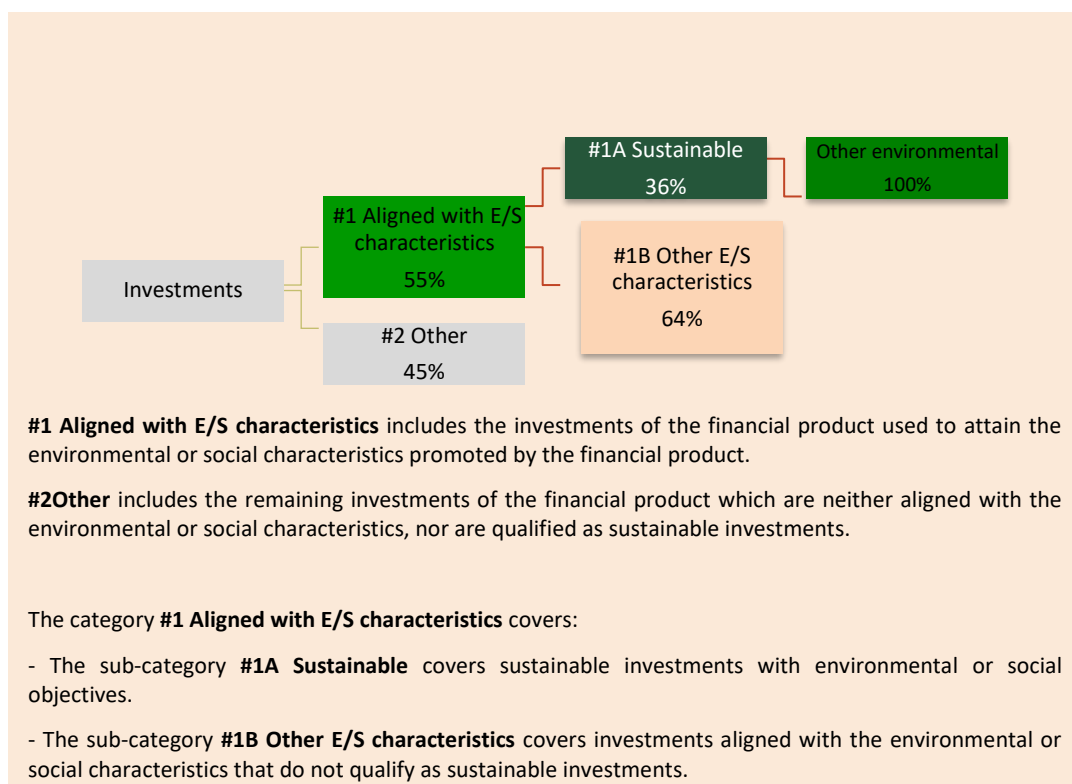 #1A Sustainable
36%
Other environmental
100%
#1 Aligned with E/S
characteristics
55%
#1B Other E/S
characteristics
64%
Investments
#2 Other
45%
#1 Aligned with E/S characteristics includes the investments of the financial product used to attain the
environmental or social characteristics promoted by the financial product.
#2Other includes the remaining investments of the financial product which are neither aligned with the
environmental or social characteristics, nor are qualified as sustainable investments.
The category #1 Aligned with E/S characteristics covers:
- The sub-category #1A Sustainable covers sustainable investments with environmental or social
objectives.
- The sub-category #1B Other E/S characteristics covers investments aligned with the environmental or
social characteristics that do not qualify as sustainable investments.